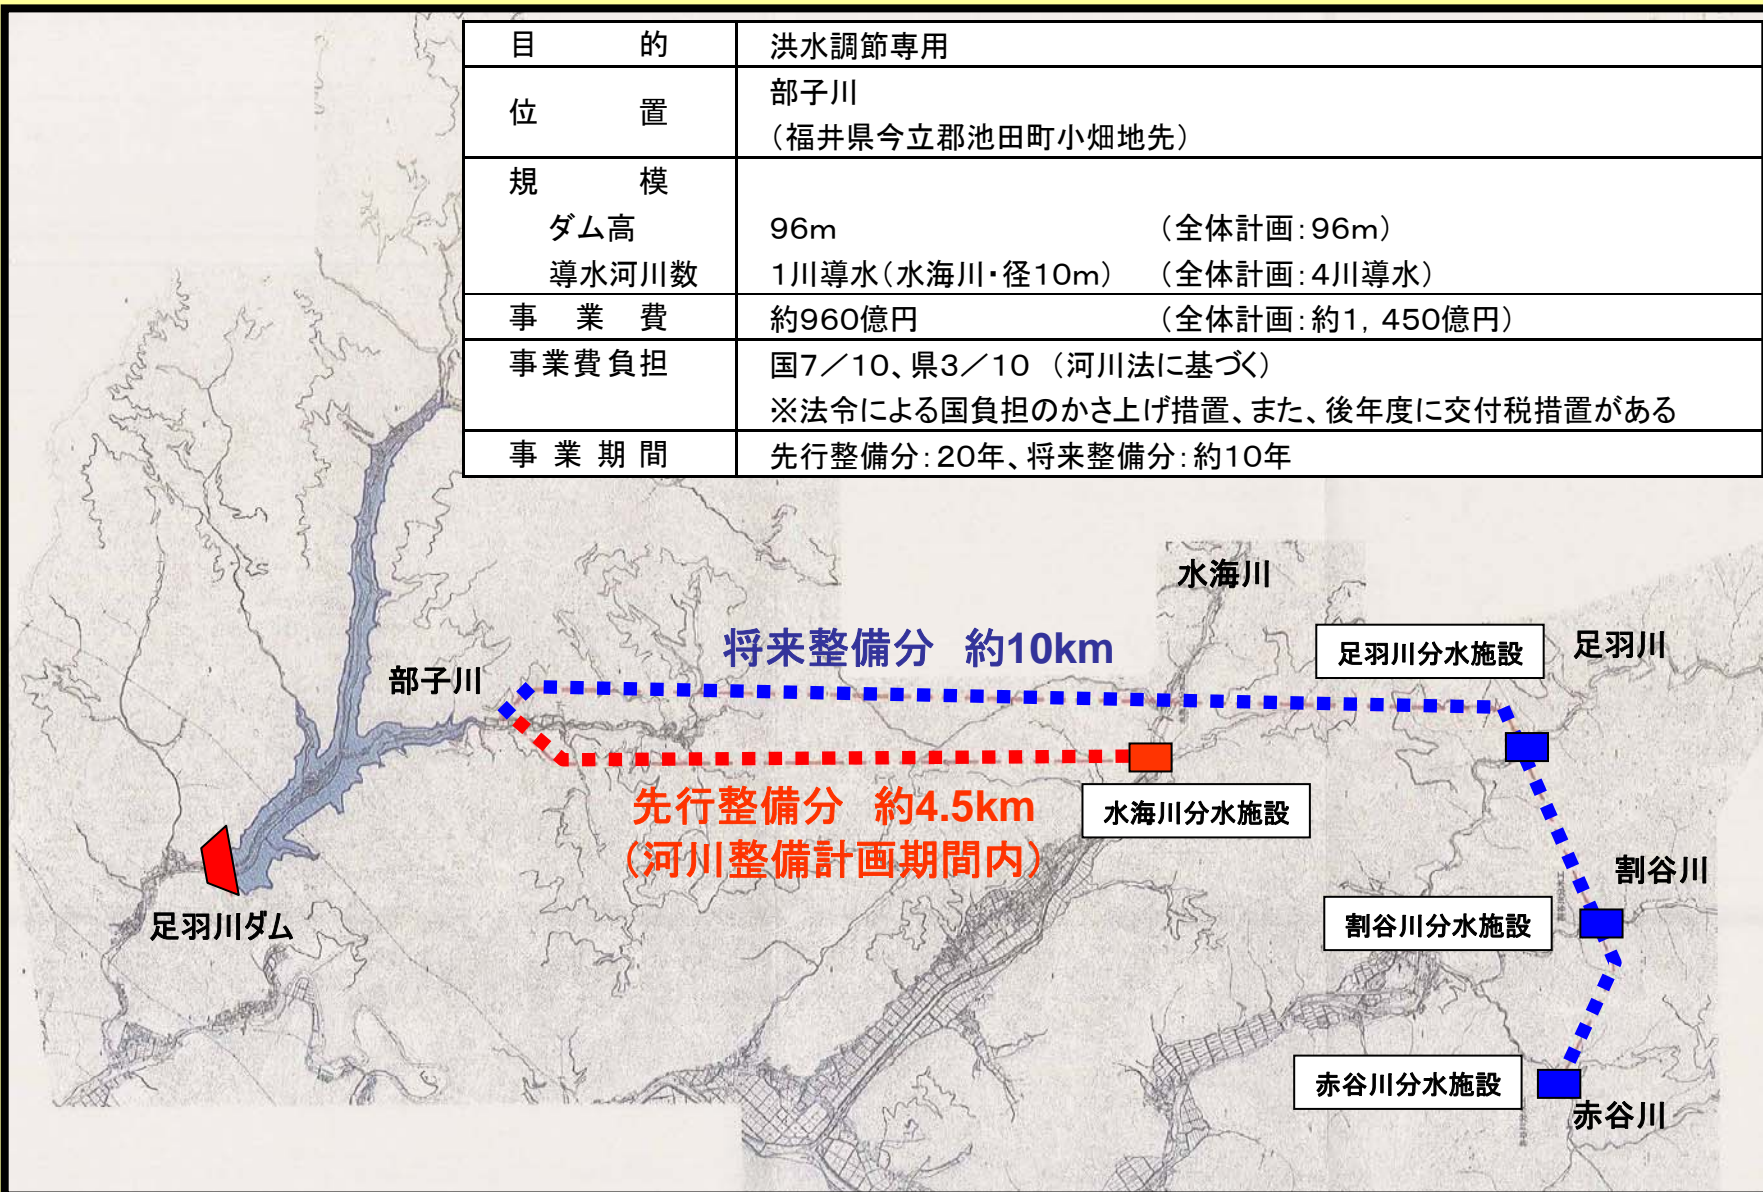 目 的 洪水調節専用
位 置 部子川
（福井県今立郡池田町小畑地先）
規 模
ダム高 96m （全体計画：96m）
導水河川数 1川導水（水海川・径10m） （全体計画：4川導水）
事業費 約960億円 （全体計画：約1,450億円）
事業費負担 国7／10、県3／10 （河川法に基づく）
※法令による国負担のかさ上げ措置、また、後年度に交付税措置がある
事業期間 先行整備分：20年、将来整備分：約10年
水海川
将来整備分 約10km
足羽川分水施設
足羽川
部子川
先行整備分 約4.5km
（河川整備計画期間内）
水海川分水施設
割谷川
足羽川ダム
割谷川分水施設
赤谷川分水施設
赤谷川